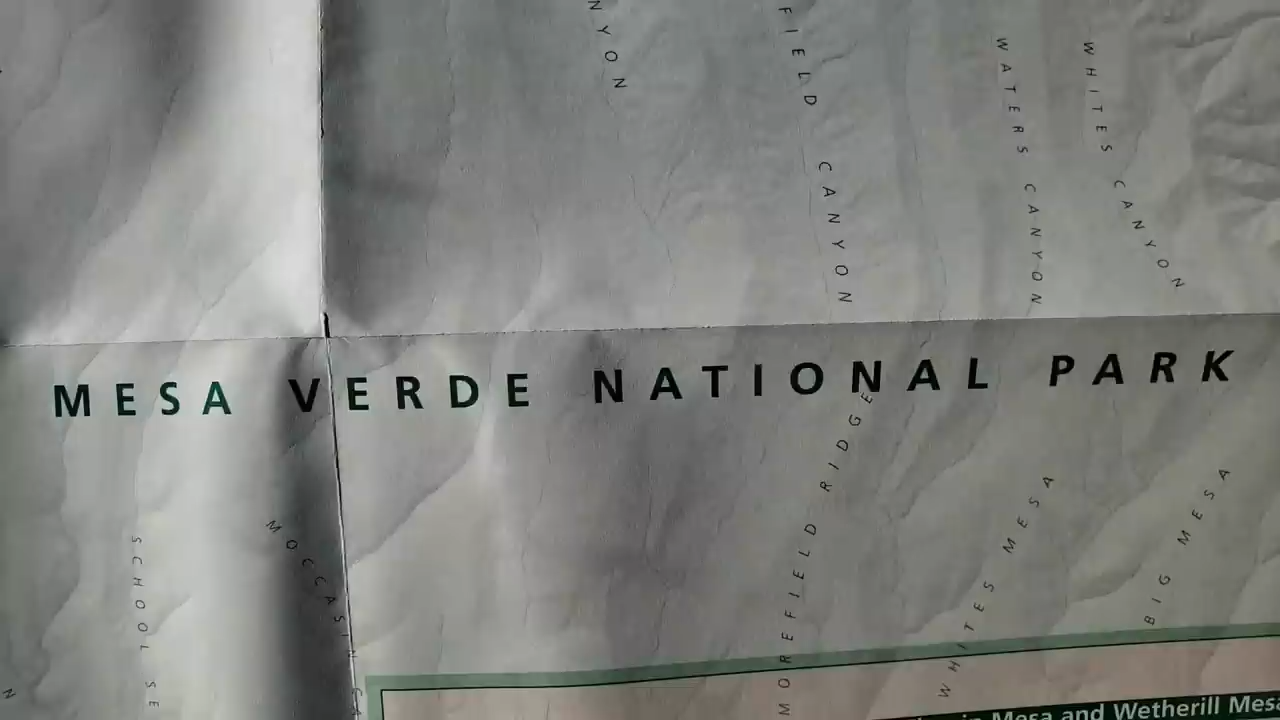 FIELD CANYON
WATERS CANYON
WHITES CANYON
MESA VERDE NATIONAL PARK
SCHOOL
MOCCASIN
MOREFIELD RIDGE
WHITES MESA
BIG MESA
Mesa and Wetherill Mesa